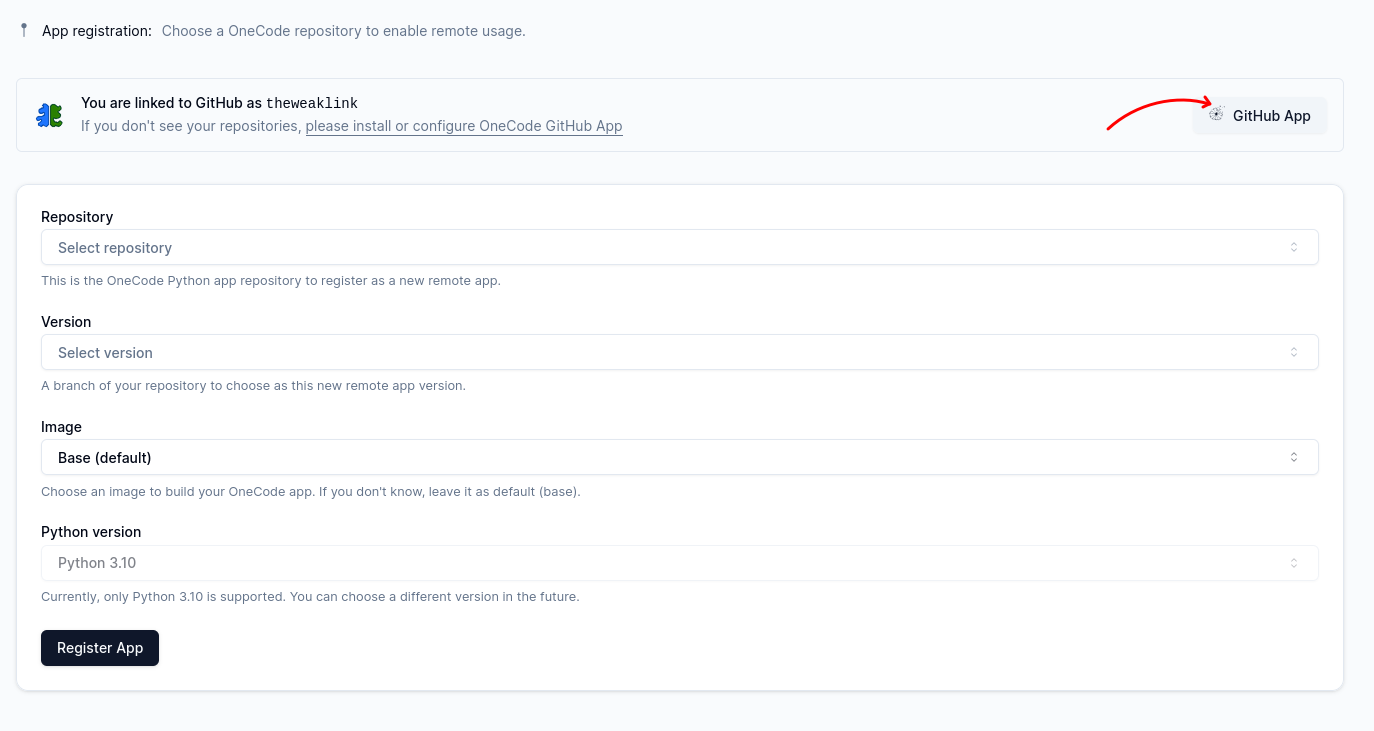 App registration: Choose a OneCode repository to enable remote usage.
You are linked to GitHub as theweaklink
If you don't see your repositories, please install or configure OneCode GitHub App
GitHub App
Repository
Select repository
This is the OneCode Python app repository to register as a new remote app.
Version
Select version
A branch of your repository to choose as this new remote app version.
Image
Base (default)
Choose an image to build your OneCode app. If you don't know, leave it as default (base).
Python version
Python 3.10
Currently, only Python 3.10 is supported. You can choose a different version in the future.
Register App